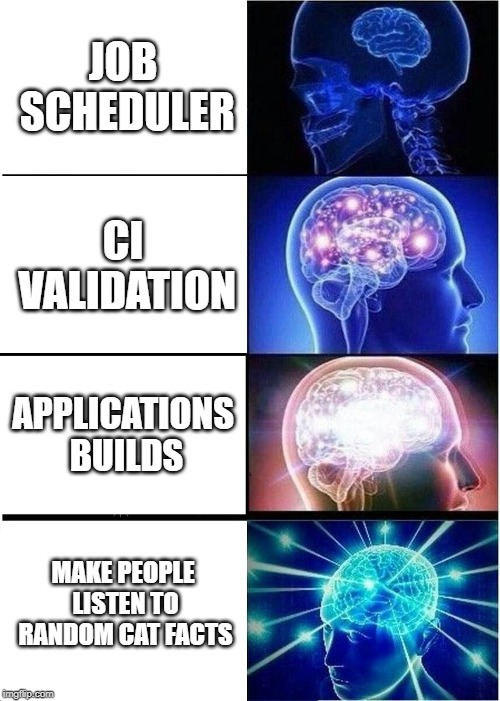 JOB
SCHEDULER
CI
VALIDATION
APPLICATIONS
BUILDS
MAKE PEOPLE
LISTEN TO
RANDOM CAT FACTS
imgflip.com